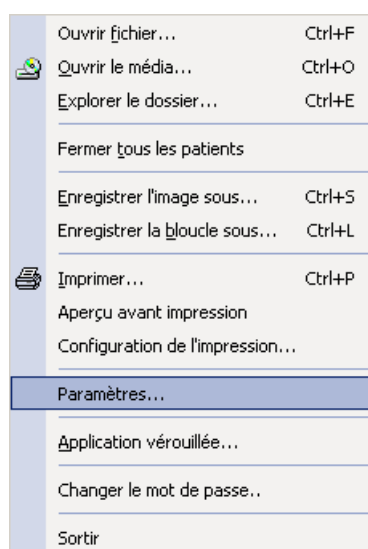 Ouvrir fichier... Ctrl+F
Ouvrir le média... Ctrl+O
Explorer le dossier... Ctrl+E
Fermer tous les patients
Enregistrer l'image sous... Ctrl+S
Enregistrer la bloucle sous... Ctrl+L
Imprimer... Ctrl+P
Aperçu avant impression
Configuration de l'impression...
Paramètres...
Application vérouillée...
Changer le mot de passe..
Sortir